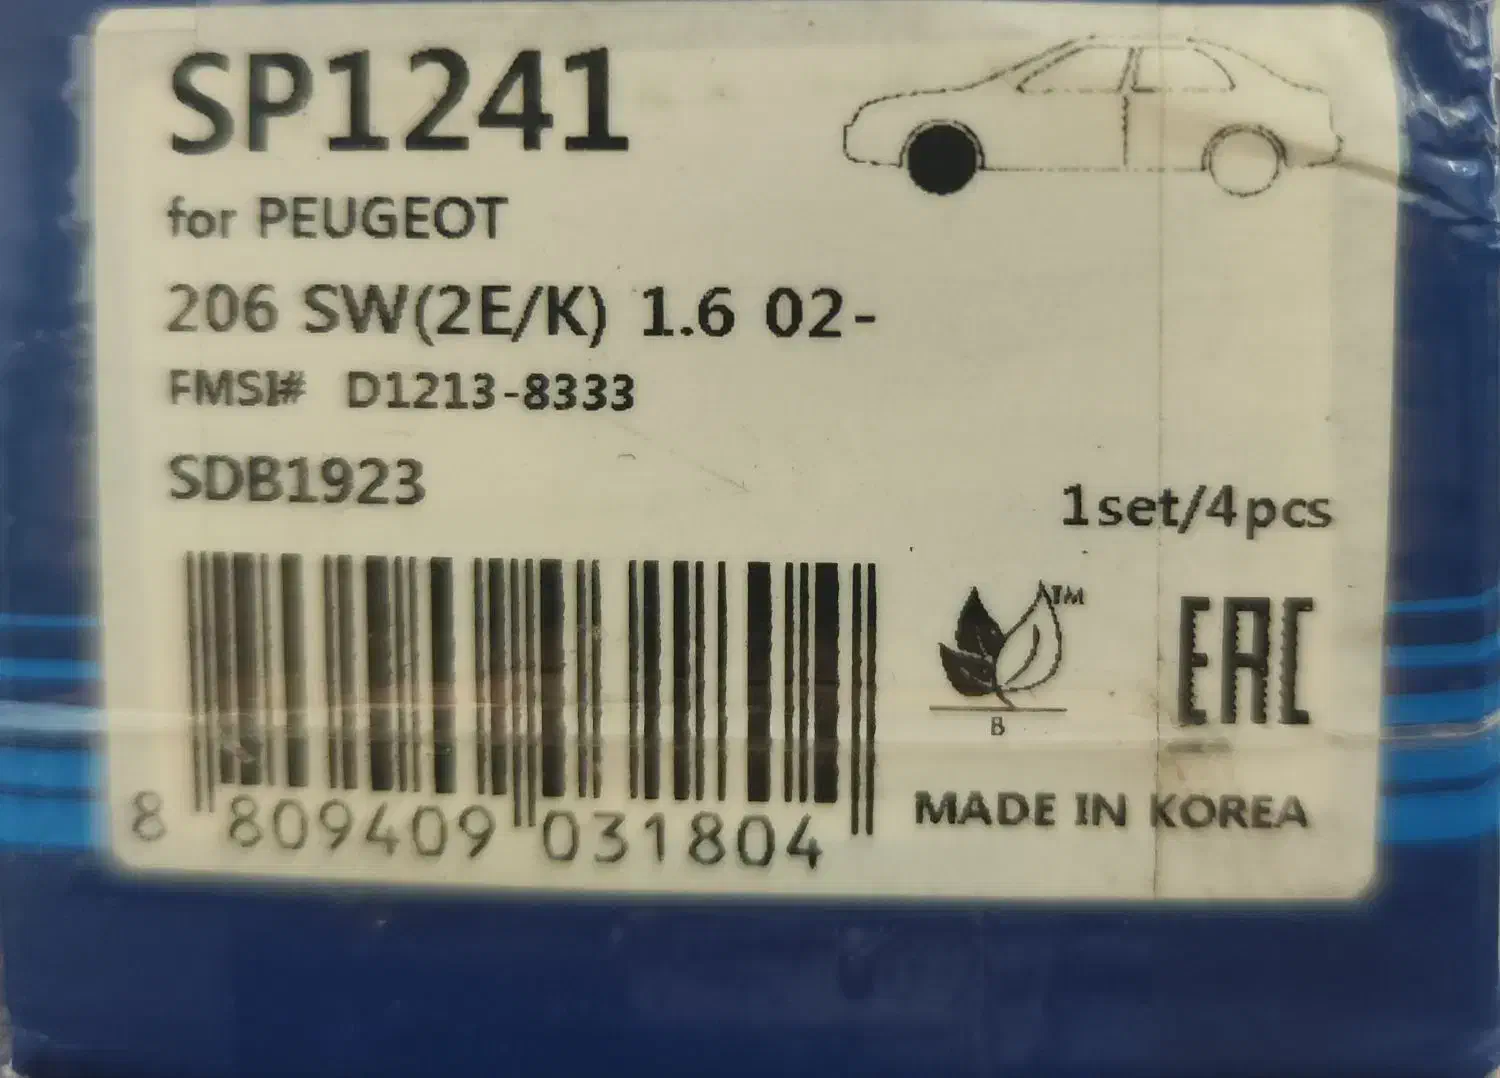 SP1241
for PEUGEOT
206 SW(2E/K) 1.6 02-
FMSI# D1213-8333
SDB1923
1set/4pcs
TM
B
EAC
8 809409 031804
MADE IN KOREA